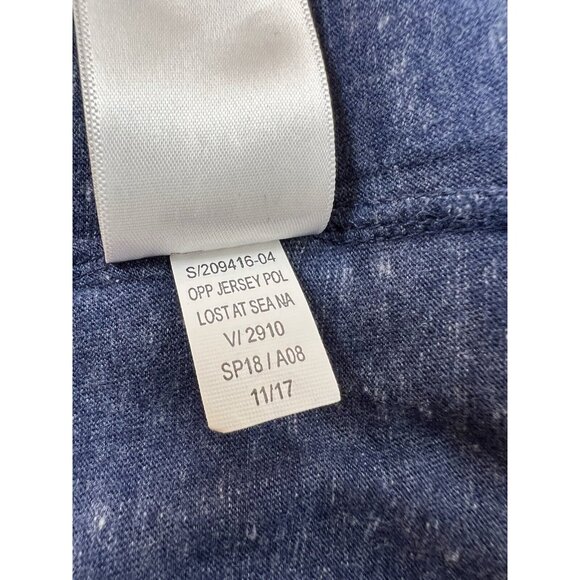 S/209416-04
OPP JERSEY POL
LOST AT SEA NA
V/ 2910
SP18 / A08
11/17